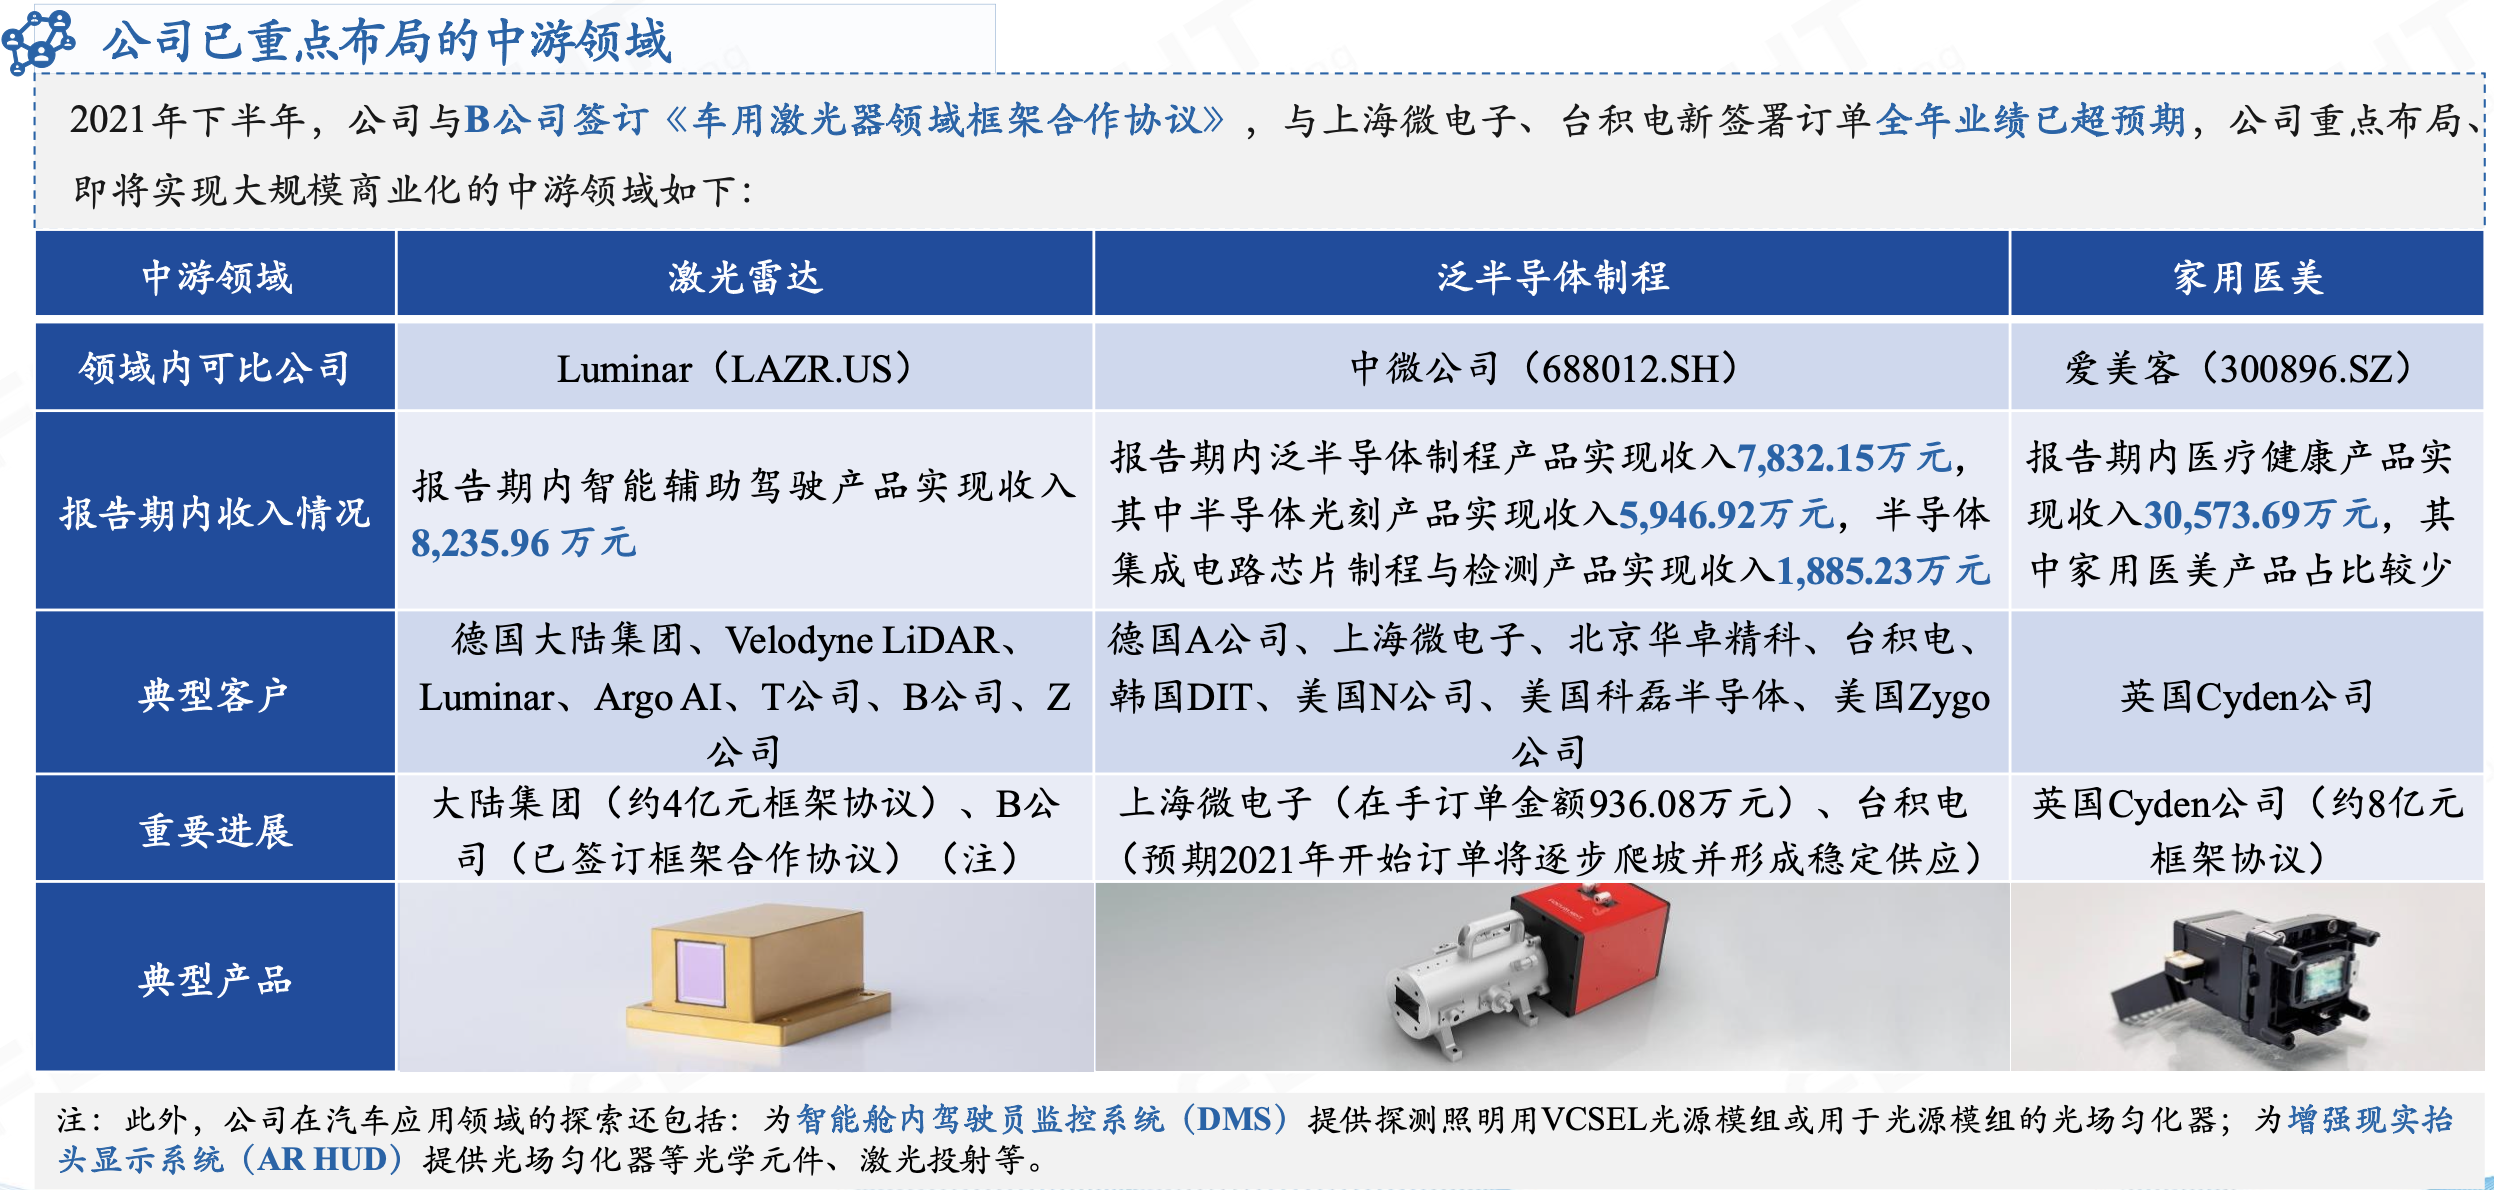 公司已重点布局的中游领域
2021年下半年，公司与B公司签订《车用激光器领域框架合作协议》，与上海微电子、台积电新签署订单全年业绩已超预期，公司重点布局、
即将实现大规模商业化的中游领域如下：
中游领域
激光雷达
泛半导体制程
家用医美
领域内可比公司
Luminar（LAZR.US）
中微公司（688012.SH）
爱美客（300896.SZ）
报告期内收入情况
报告期内智能辅助驾驶产品实现收入
8,235.96 万元
报告期内泛半导体制程产品实现收入7,832.15万元，
其中半导体光刻产品实现收入5,946.92万元，半导体
集成电路芯片制程与检测产品实现收入1,885.23万元
报告期内医疗健康产品实
现收入30,573.69万元，其
中家用医美产品占比较少
典型客户
德国大陆集团、Velodyne LiDAR、
Luminar、Argo AI、T公司、B公司、Z
公司
德国A公司、上海微电子、北京华卓精科、台积电、
韩国DIT、美国N公司、美国科磊半导体、美国Zygo
公司
英国Cyden公司
重要进展
大陆集团（约4亿元框架协议）、B公
司（已签订框架合作协议）（注）
上海微电子（在手订单金额936.08万元）、台积电
（预期2021年开始订单将逐步爬坡并形成稳定供应）
英国Cyden公司（约8亿元
框架协议）
典型产品
注：此外，公司在汽车应用领域的探索还包括：为智能舱内驾驶员监控系统（DMS）提供探测照明用VCSEL光源模组或用于光源模组的光场匀化器；为增强现实抬
头显示系统（AR HUD）提供光场匀化器等光学元件、激光投射等。